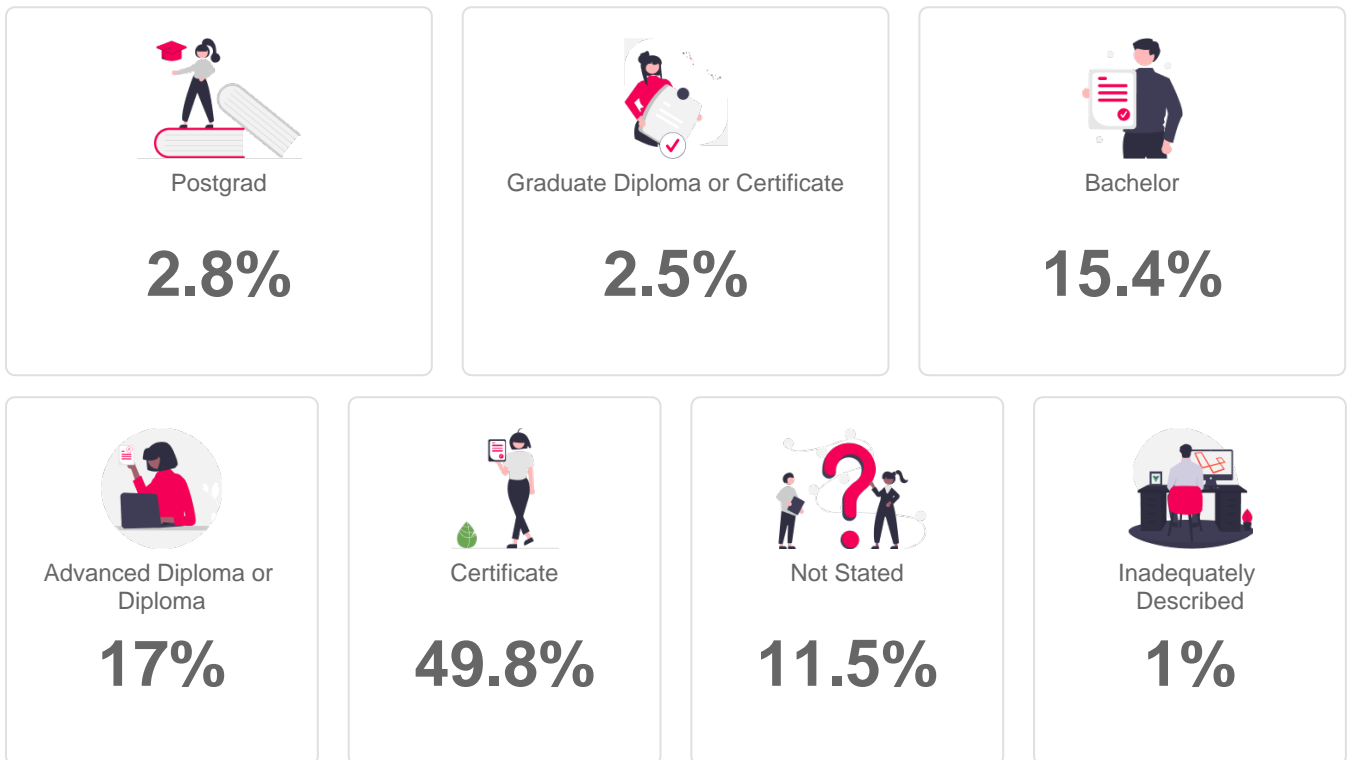 Postgrad
2.8%
Graduate Diploma or Certificate
2.5%
Bachelor
15.4%
Advanced Diploma or
Diploma
17%
Certificate
49.8%
Not Stated
11.5%
Inadequately
Described
1%